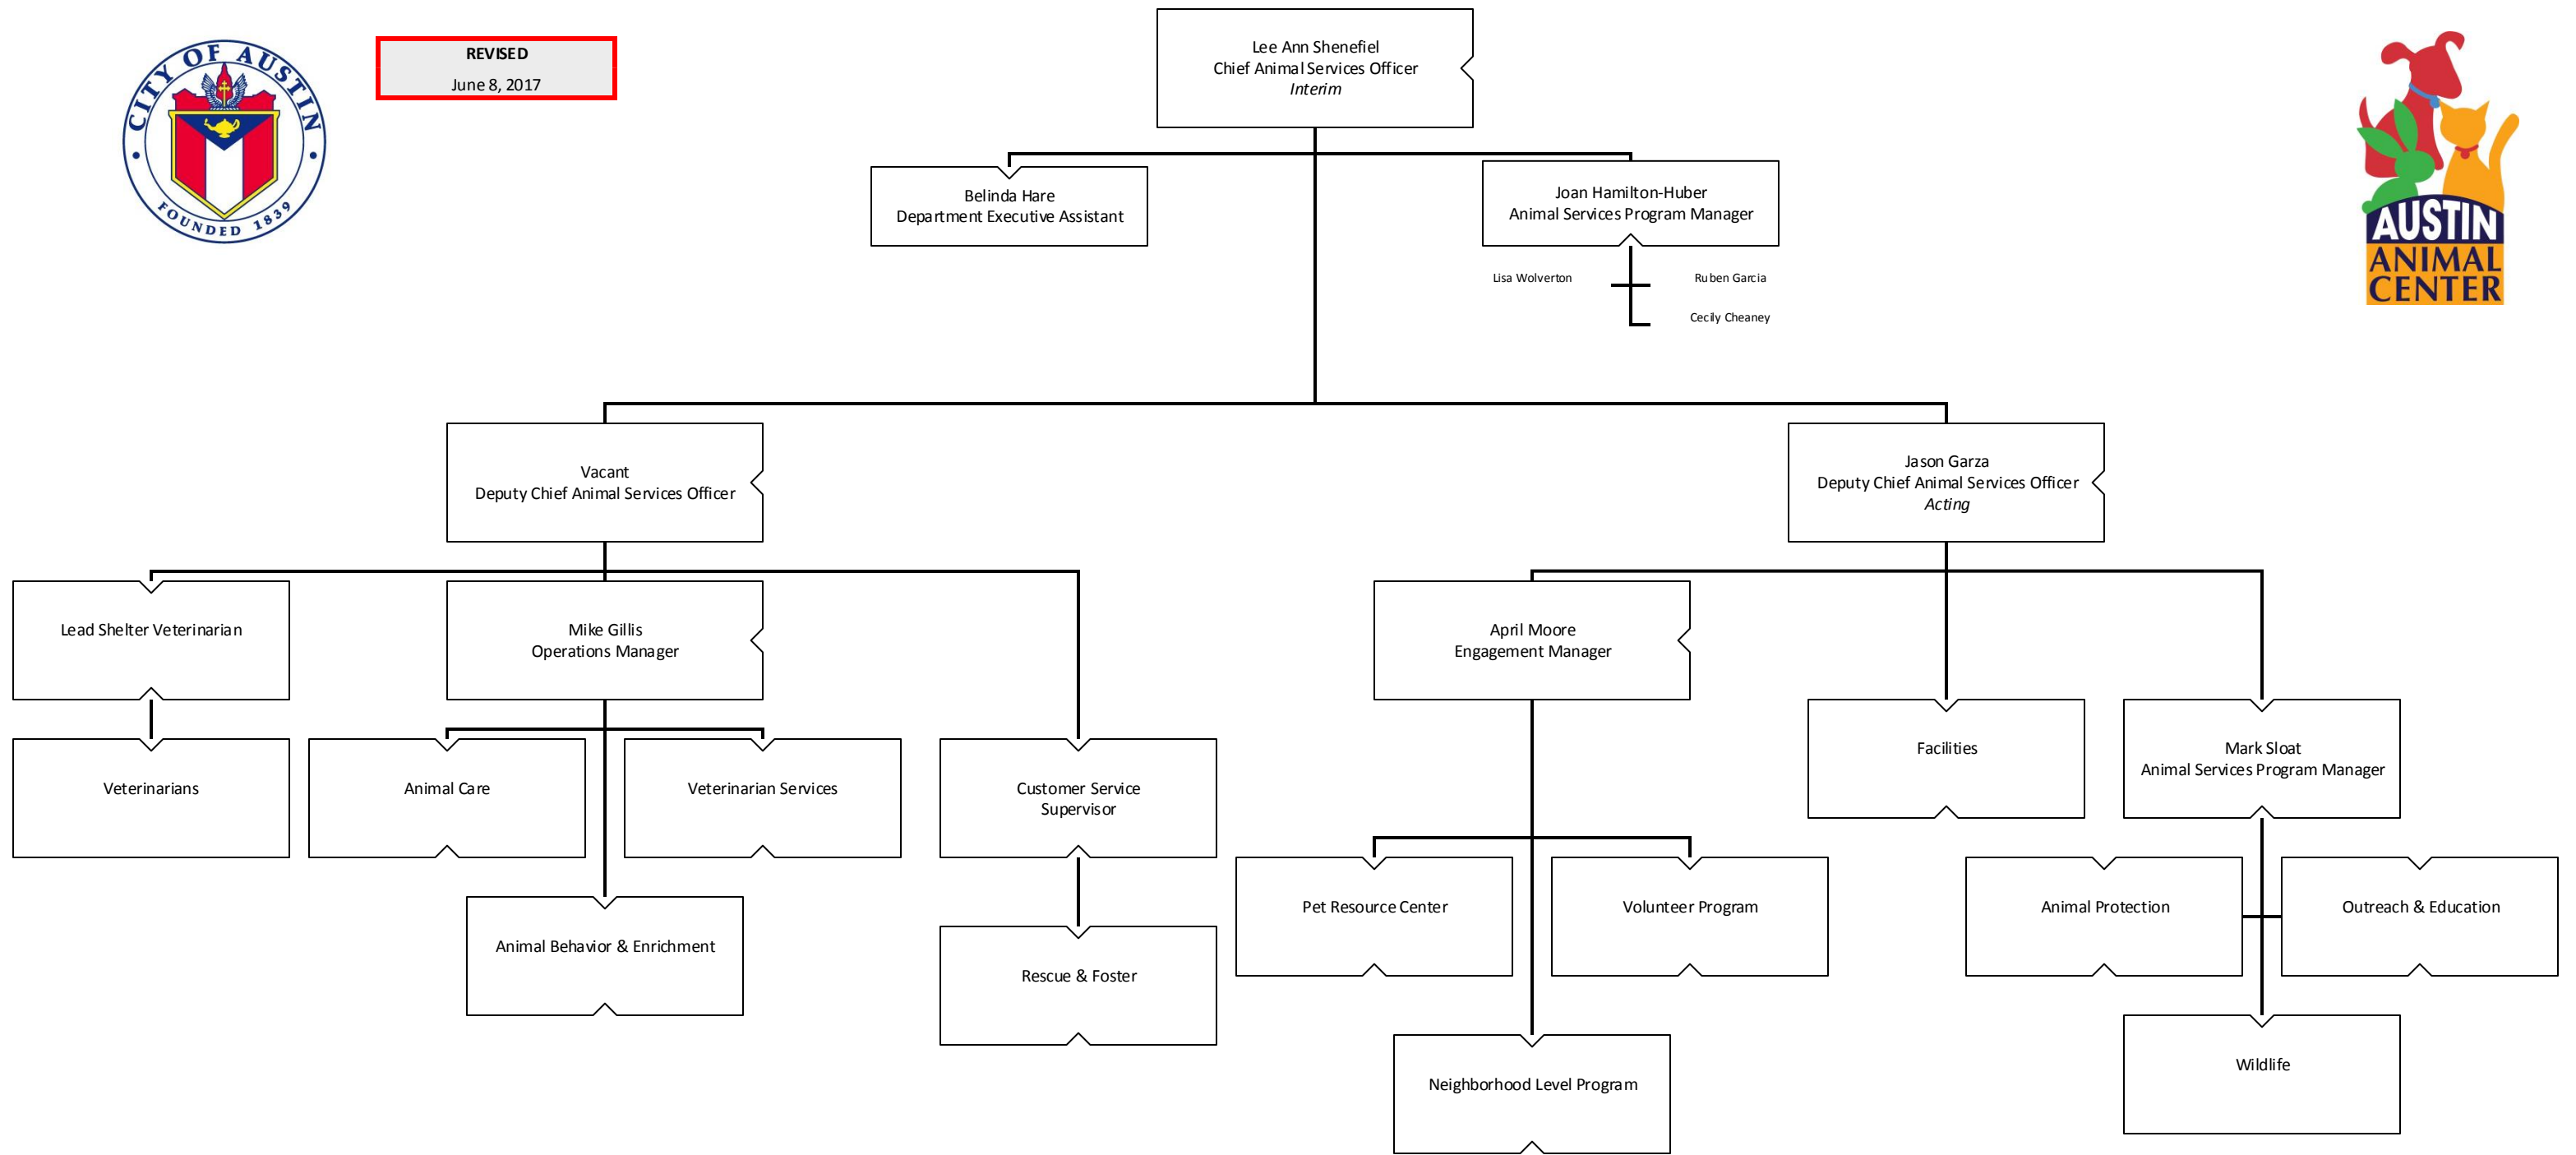 CITY OF AUSTIN
FOUNDED 1839
REVISED
June 8, 2017
Lee Ann Shenefiel
Chief Animal Services Officer
Interim
AUSTIN
ANIMAL
CENTER
Belinda Hare
Department Executive Assistant
Joan Hamilton-Huber
Animal Services Program Manager
Lisa Wolverton
Ruben Garcia
Cecily Cheaney
Vacant
Deputy Chief Animal Services Officer
Jason Garza
Deputy Chief Animal Services Officer
Acting
Lead Shelter Veterinarian
Mike Gillis
Operations Manager
April Moore
Engagement Manager
Veterinarians
Animal Care
Veterinarian Services
Customer Service
Supervisor
Facilities
Mark Sloat
Animal Services Program Manager
Animal Behavior & Enrichment
Rescue & Foster
Pet Resource Center
Volunteer Program
Animal Protection
Outreach & Education
Neighborhood Level Program
Wildlife